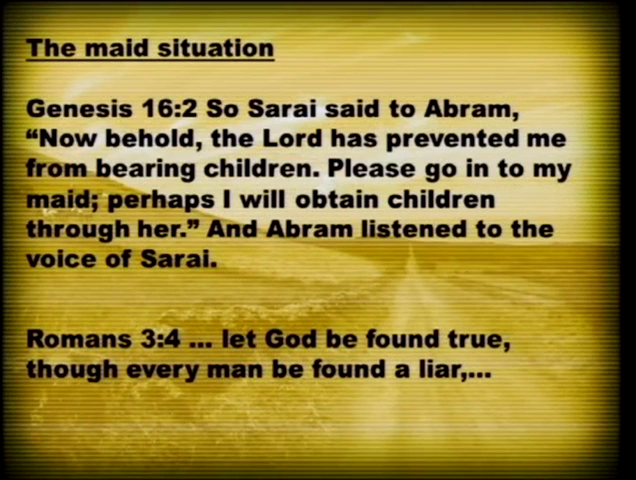 The maid situation
Genesis 16:2 So Sarai said to Abram,
“Now behold, the Lord has prevented me
from bearing children. Please go in to my
maid; perhaps I will obtain children
through her.” And Abram listened to the
voice of Sarai.
Romans 3:4 ... let God be found true,
though every man be found a liar,...